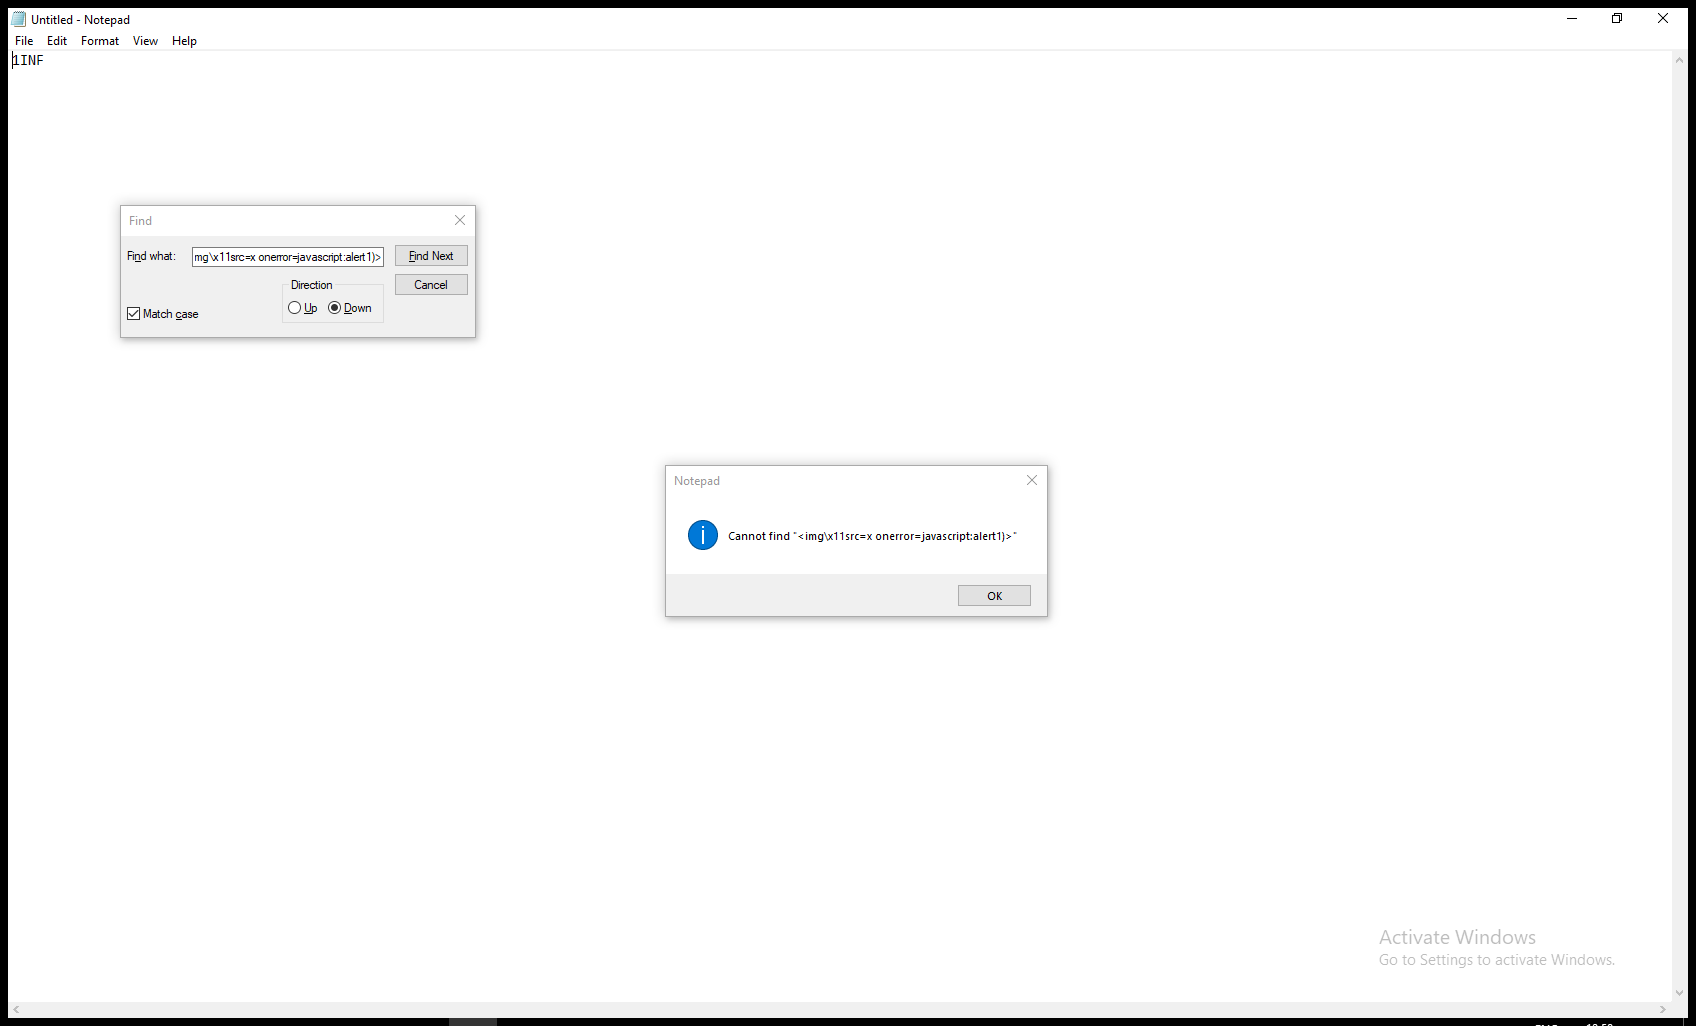 Untitled - Notepad
File Edit Format View Help
1INF
Find
Find what: mg\x11src=x onerror=javascript:alert1)> Find Next
Direction Cancel
Up Down
Match case
Notepad
Cannot find "<img\x11src=x onerror=javascript:alert1)>"
OK
Activate Windows
Go to Settings to activate Windows.